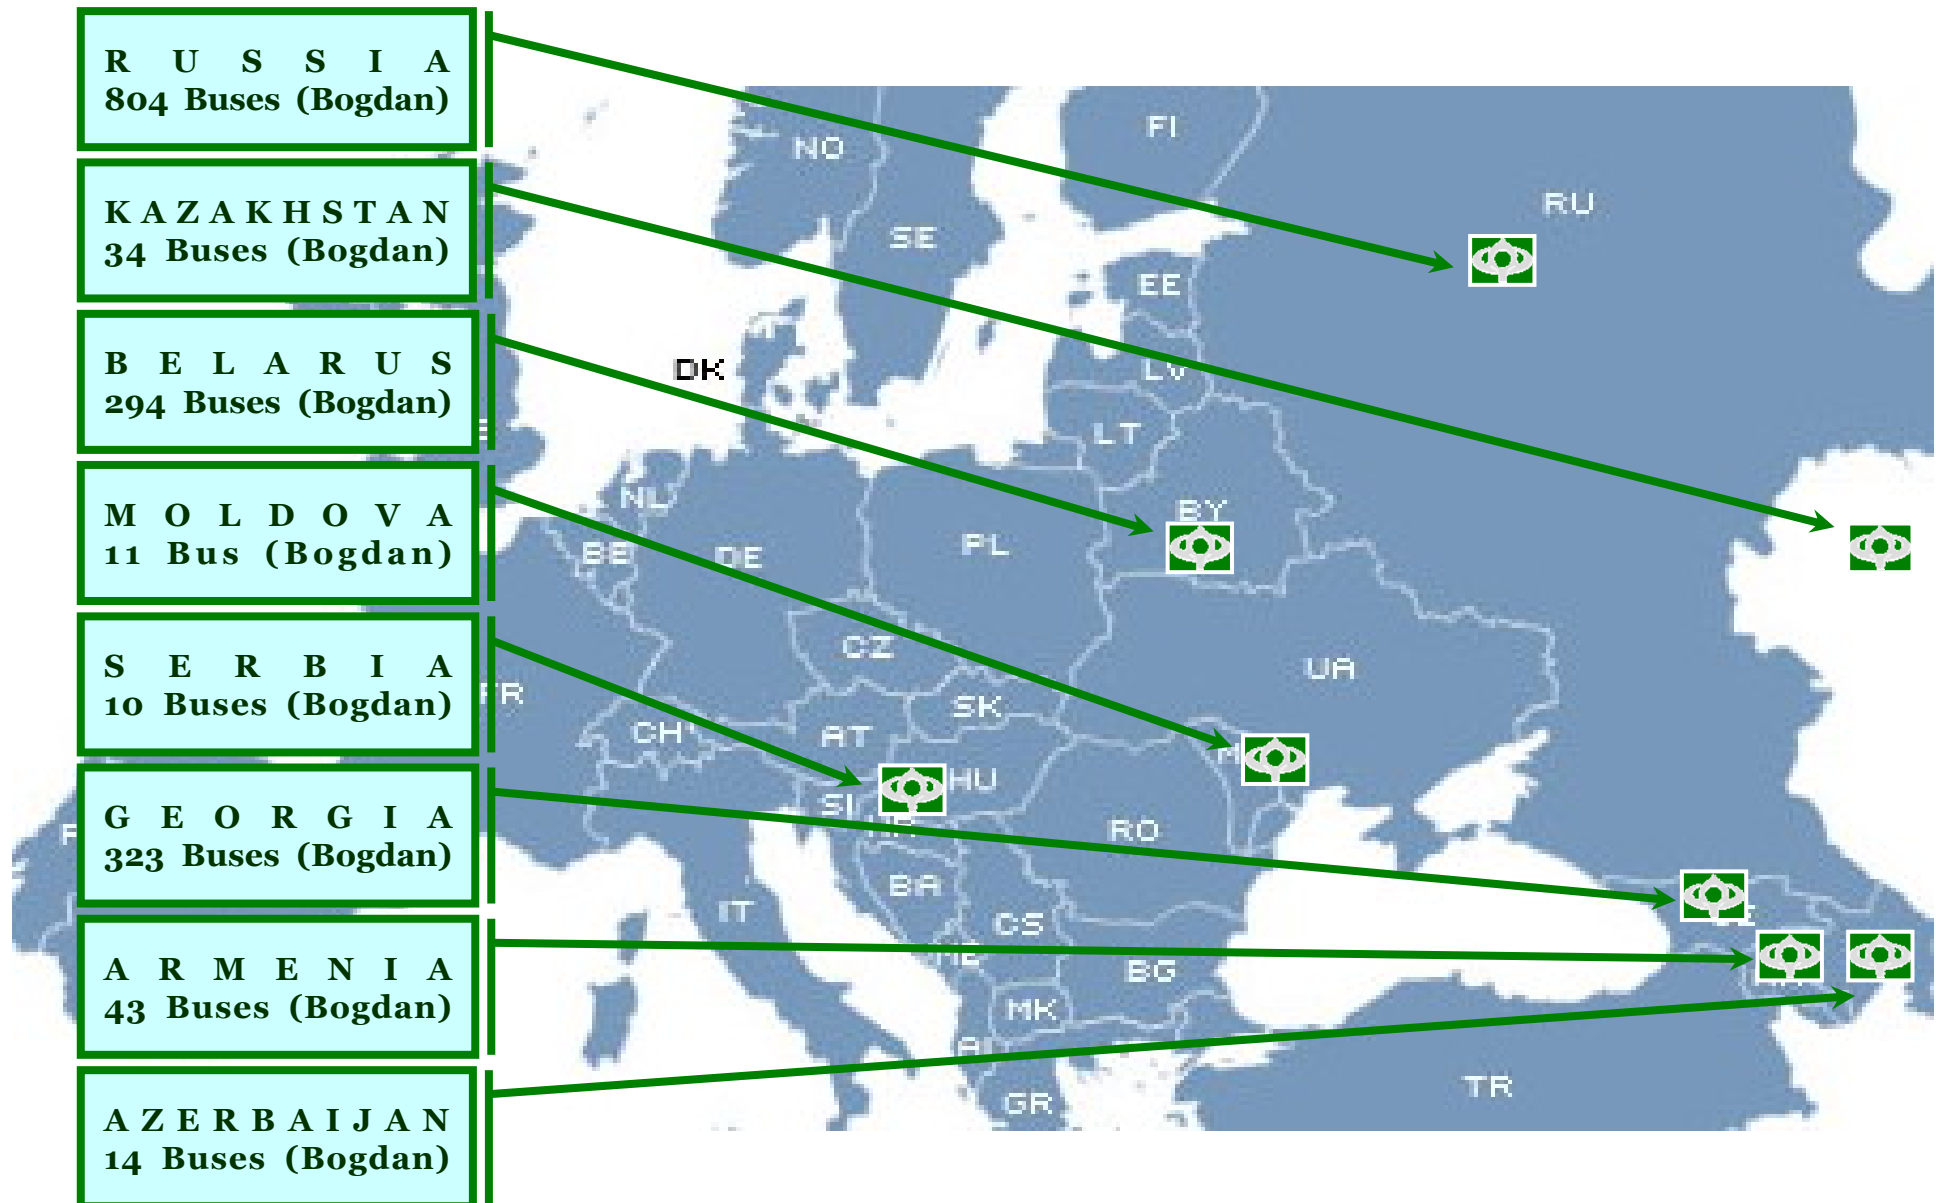 R U S S I A
804 Buses (Bogdan)
K A Z A K H S T A N
34 Buses (Bogdan)
B E L A R U S
294 Buses (Bogdan)
M O L D O V A
11 Bus (Bogdan)
S E R B I A
10 Buses (Bogdan)
G E O R G I A
323 Buses (Bogdan)
A R M E N I A
43 Buses (Bogdan)
A Z E R B A I J A N
14 Buses (Bogdan)
NO
FI
RU
SE
EE
DK
LV
LT
NL
BY
BE
DE
PL
CZ
UA
FR
SK
CH
AT
HU
SI
RO
BA
IT
CS
BG
MK
TR
GR